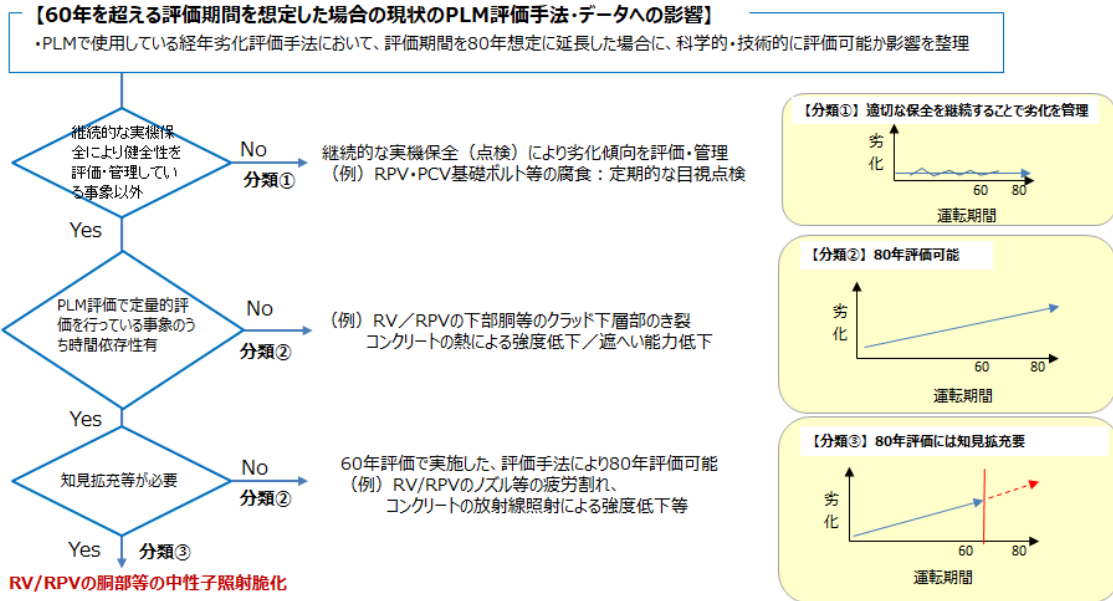 【60年を超える評価期間を想定した場合の現状のPLM評価手法・データへの影響】
・PLMで使用している経年劣化評価手法において、評価期間を80年想定に延長した場合に、科学的・技術的に評価可能か影響を整理
継続的な実機保
全により健全性を
評価・管理してい
る事象以外
No
分類①
継続的な実機保全（点検）により劣化傾向を評価・管理
（例）RPV・PCV基礎ボルト等の腐食：定期的な目視点検
【分類①】適切な保全を継続することで劣化を管理
劣
化
60
80
運転期間
Yes
PLM評価で定量的評
価を行っている事象のう
ち時間依存性有
No
分類②
（例）RV／RPVの下部胴等のクラッド下層部のき裂
コンクリートの熱による強度低下／遮へい能力低下
【分類②】80年評価可能
劣
化
60
80
運転期間
Yes
知見拡充等が必要
No
分類②
60年評価で実施した、評価手法により80年評価可能
（例）RV/RPVのノズル等の疲労割れ、
コンクリートの放射線照射による強度低下等
【分類③】80年評価には知見拡充要
劣
化
60
80
運転期間
Yes
分類③
RV/RPVの胴部等の中性子照射脆化